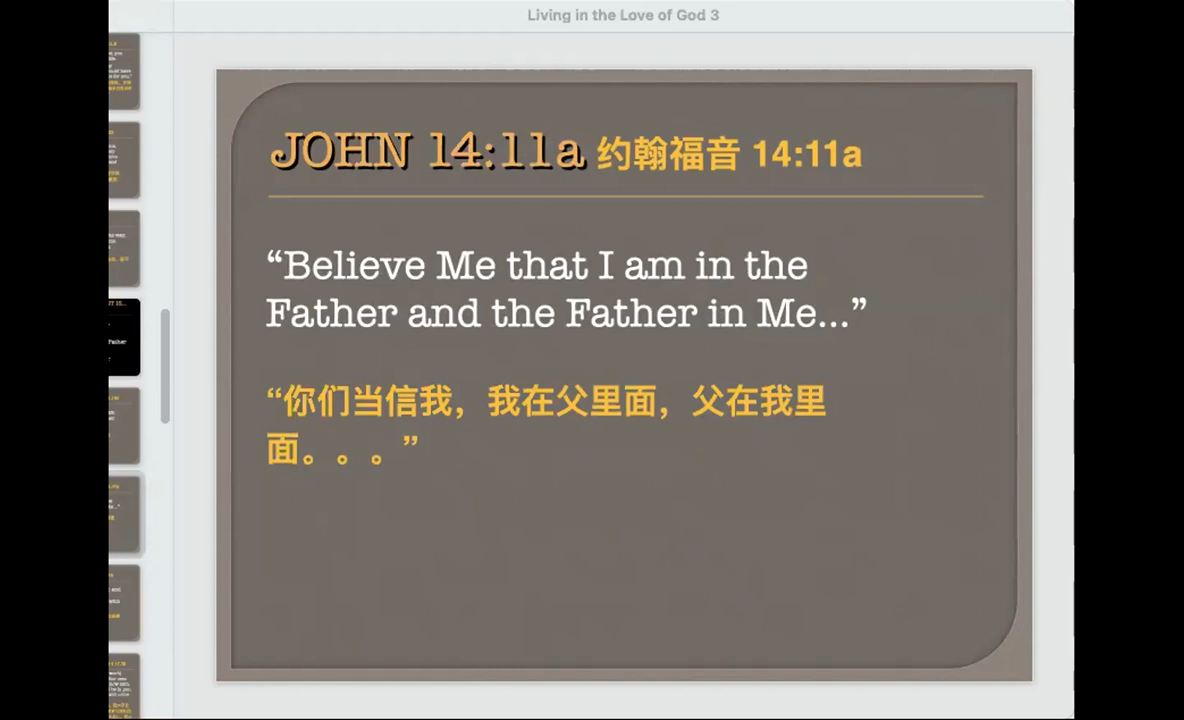 Living in the Love of God 3
JOHN 14:11a 约翰福音 14:11a
“Believe Me that I am in the
Father and the Father in Me...”
“你们当信我，我在父里面，父在我里
面。。。”